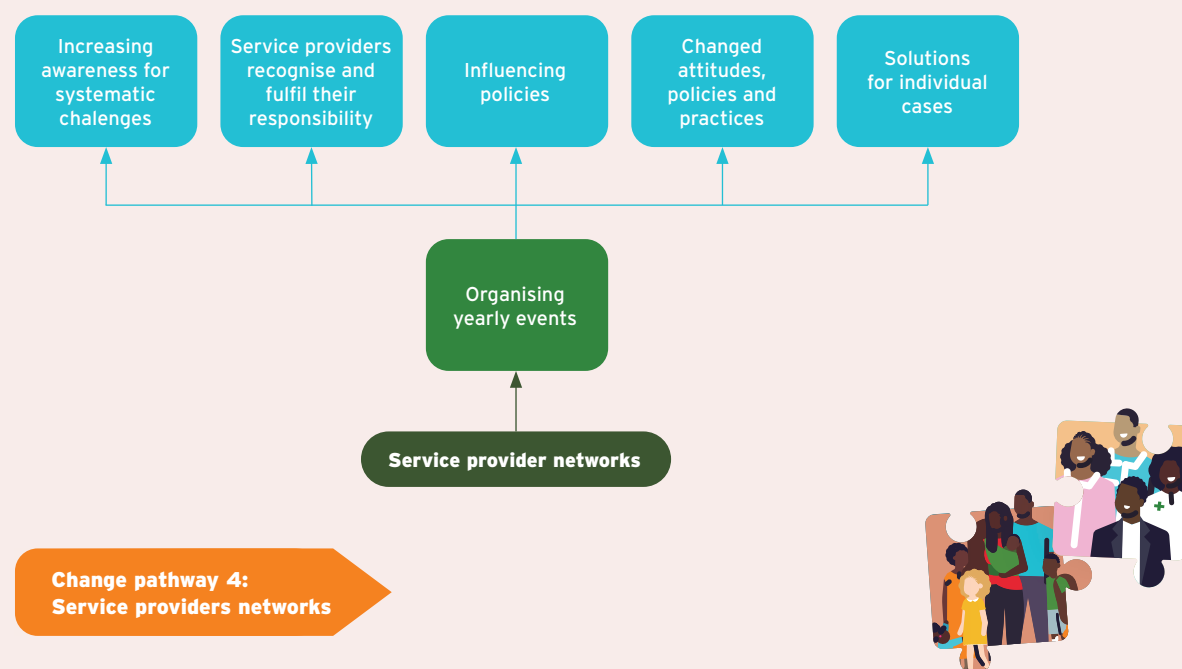 Increasing
awareness for
systematic
chalenges
Service providers
recognise and
fulfil their
responsibility
Influencing
policies
Changed
attitudes,
policies and
practices
Solutions
for individual
cases
Organising
yearly events
Service provider networks
Change pathway 4:
Service providers networks